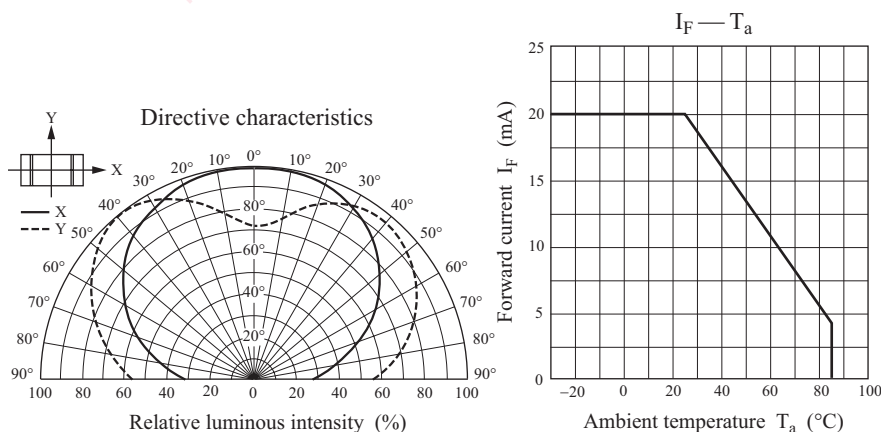 Directive characteristics
Y
X
X
Y
0°
10° 10°
20° 20°
30° 30°
40° 40°
50° 50°
60° 60°
70° 70°
80° 80°
90° 90°
80°
60°
40°
20°
100 80 60 40 20 0 20 40 60 80 100
Relative luminous intensity (%)
I_F — T_a
Forward current I_F (mA)
25
20
15
10
5
0
−20 0 20 40 60 80 100
Ambient temperature T_a (°C)